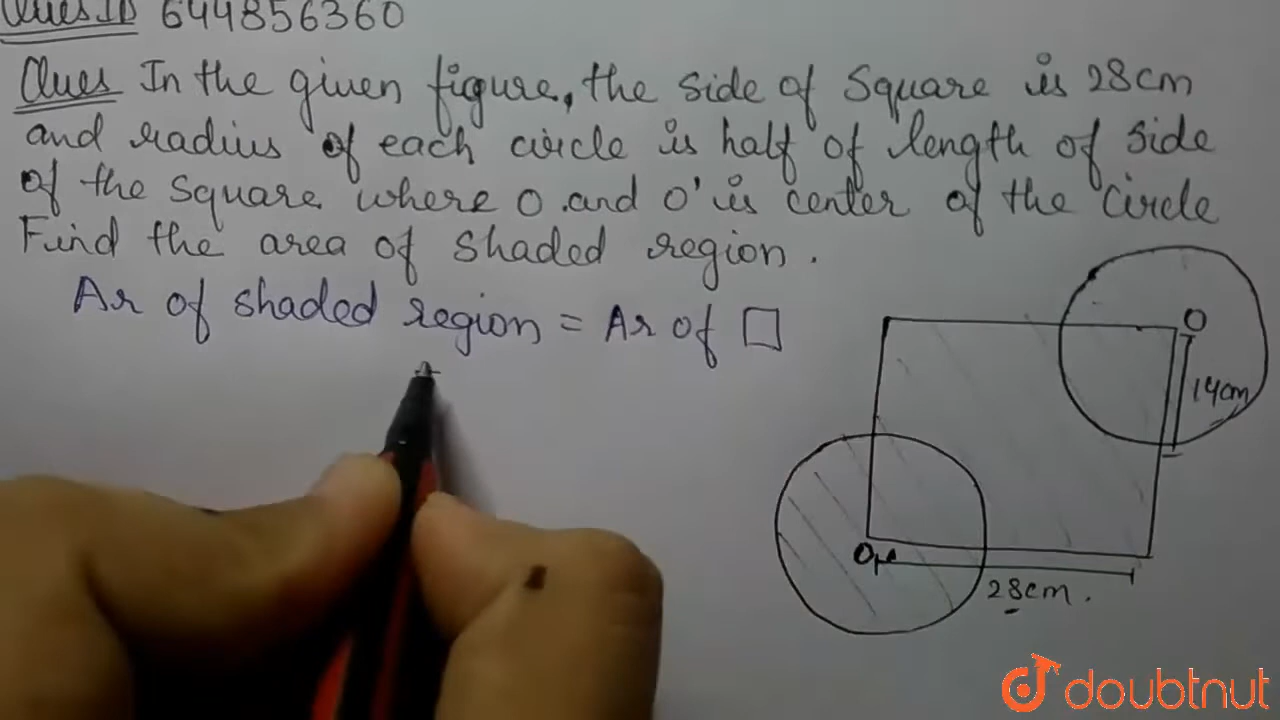 Ques ID 644856360
Ques In the given figure, the side of Square is 28cm
and radius of each circle is half of length of side
of the square where O and O' is center of the circle
Find the area of shaded region.
Ar of shaded region = Ar of □
O
14cm
O
28cm.
doubtnut